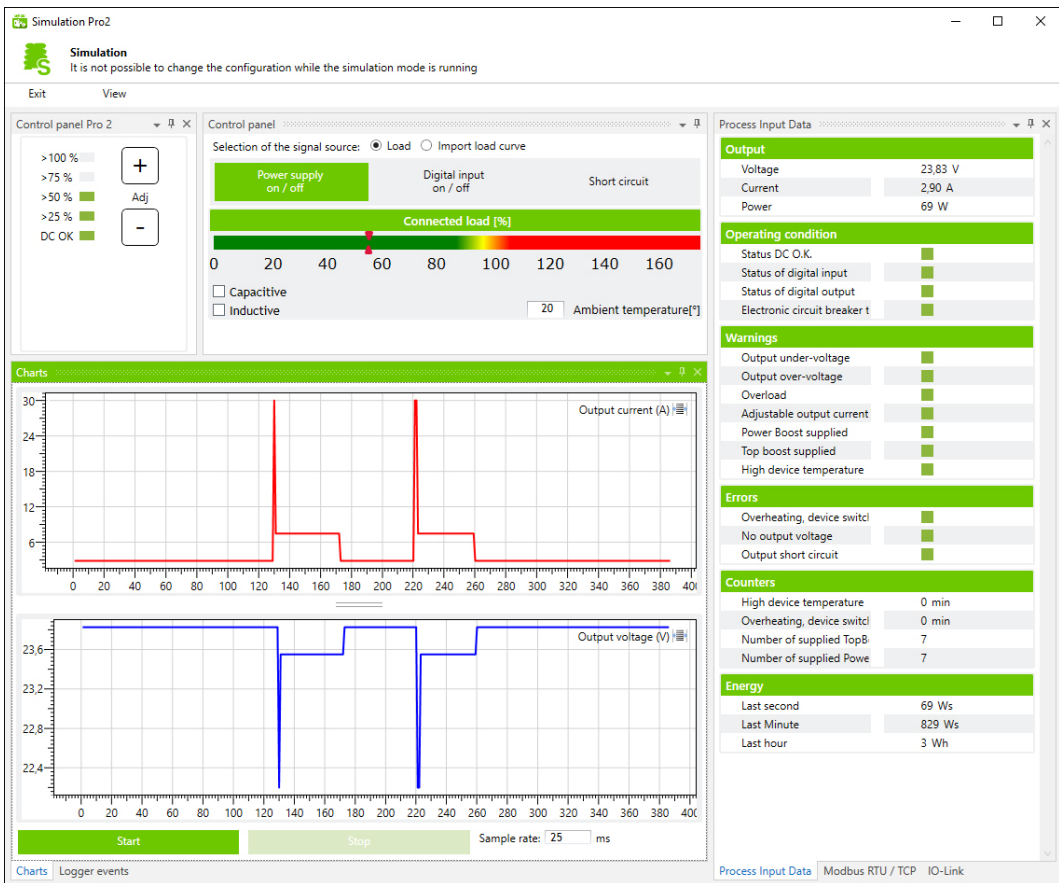 Simulation Pro2
Simulation
It is not possible to change the configuration while the simulation mode is running
Exit View
Control panel Pro 2
>100 %
>75 %
>50 %
>25 %
DC OK
+
Adj
-
Control panel
Selection of the signal source: Load Import load curve
Power supply
on / off
Digital input
on / off
Short circuit
Connected load [%]
0 20 40 60 80 100 120 140 160
Capacitive
Inductive
20 Ambient temperature[°]
Charts
Output current (A)
30
24
18
12
6
0 20 40 60 80 100 120 140 160 180 200 220 240 260 280 300 320 340 360 380 400
Output voltage (V)
23,6
23,2
22,8
22,4
0 20 40 60 80 100 120 140 160 180 200 220 240 260 280 300 320 340 360 380 400
Start
Stop
Sample rate: 25 ms
Charts Logger events
Process Input Data
Output
Voltage 23,83 V
Current 2,90 A
Power 69 W
Operating condition
Status DC O.K.
Status of digital input
Status of digital output
Electronic circuit breaker t
Warnings
Output under-voltage
Output over-voltage
Overload
Adjustable output current
Power Boost supplied
Top boost supplied
High device temperature
Errors
Overheating, device switcl
No output voltage
Output short circuit
Counters
High device temperature 0 min
Overheating, device switcl 0 min
Number of supplied TopB 7
Number of supplied Powe 7
Energy
Last second 69 Ws
Last Minute 829 Ws
Last hour 3 Wh
Process Input Data Modbus RTU / TCP IO-Link